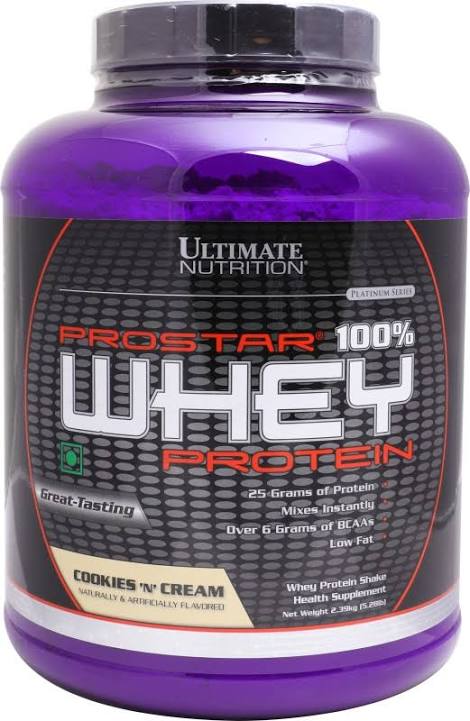 ULTIMATE
NUTRITION®
PLATINUM SERIES
PROSTAR® 100%
WHEY
PROTEIN
Great-Tasting
25 Grams of Protein
Mixes Instantly
Over 6 Grams of BCAAs
Low Fat
COOKIES 'N' CREAM
NATURALLY & ARTIFICIALLY FLAVORED
Whey Protein Shake
Health Supplement
Net Weight 2.39kg (5.28lb)